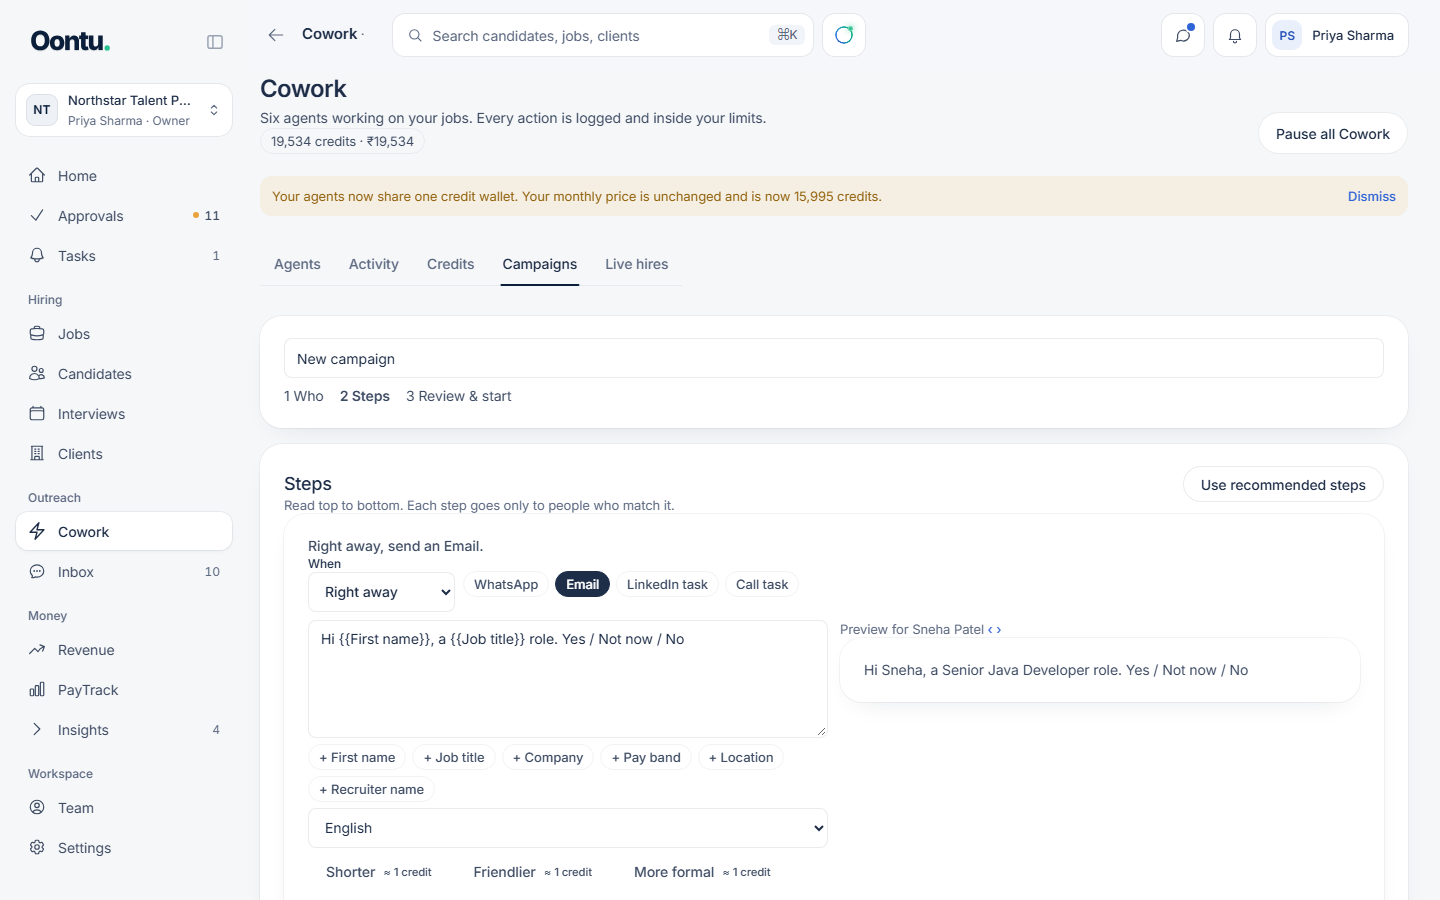 Oontu.
Cowork ·
Search candidates, jobs, clients
⌘K
PS
Priya Sharma
NT
Northstar Talent P...
Priya Sharma · Owner
Home
Approvals
11
Tasks
1
Hiring
Jobs
Candidates
Interviews
Clients
Outreach
Cowork
Inbox
10
Money
Revenue
PayTrack
Insights
4
Workspace
Team
Settings
Cowork
Six agents working on your jobs. Every action is logged and inside your limits.
19,534 credits · ₹19,534
Pause all Cowork
Your agents now share one credit wallet. Your monthly price is unchanged and is now 15,995 credits.
Dismiss
Agents
Activity
Credits
Campaigns
Live hires
New campaign
1 Who
2 Steps
3 Review & start
Steps
Read top to bottom. Each step goes only to people who match it.
Use recommended steps
Right away, send an Email.
When
Right away
WhatsApp
Email
LinkedIn task
Call task
Hi {{First name}}, a {{Job title}} role. Yes / Not now / No
Preview for Sneha Patel ‹ ›
Hi Sneha, a Senior Java Developer role. Yes / Not now / No
+ First name
+ Job title
+ Company
+ Pay band
+ Location
+ Recruiter name
English
Shorter ≈ 1 credit
Friendlier ≈ 1 credit
More formal ≈ 1 credit